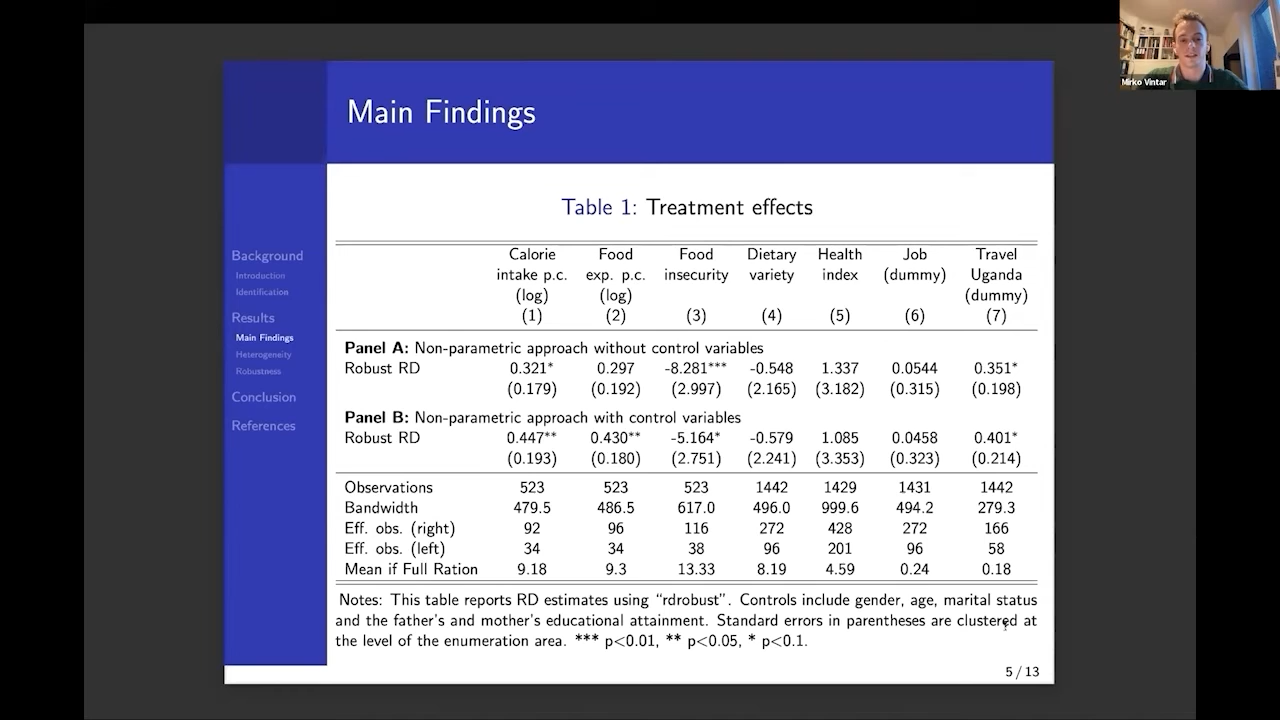 Mirko Vintar
Main Findings
Background
Introduction
Identification
Results
Main Findings
Heterogeneity
Robustness
Conclusion
References
Table 1: Treatment effects
Calorie Food Food Dietary Health Job Travel
intake p.c. exp. p.c. insecurity variety index (dummy) Uganda
(log) (log) (dummy)
(1) (2) (3) (4) (5) (6) (7)
Panel A: Non-parametric approach without control variables
Robust RD 0.321* 0.297 -8.281*** -0.548 1.337 0.0544 0.351*
(0.179) (0.192) (2.997) (2.165) (3.182) (0.315) (0.198)
Panel B: Non-parametric approach with control variables
Robust RD 0.447** 0.430** -5.164* -0.579 1.085 0.0458 0.401*
(0.193) (0.180) (2.751) (2.241) (3.353) (0.323) (0.214)
Observations 523 523 523 1442 1429 1431 1442
Bandwidth 479.5 486.5 617.0 496.0 999.6 494.2 279.3
Eff. obs. (right) 92 96 116 272 428 272 166
Eff. obs. (left) 34 34 38 96 201 96 58
Mean if Full Ration 9.18 9.3 13.33 8.19 4.59 0.24 0.18
Notes: This table reports RD estimates using “rdrobust”. Controls include gender, age, marital status
and the father's and mother's educational attainment. Standard errors in parentheses are clustered at
the level of the enumeration area. *** p<0.01, ** p<0.05, * p<0.1.
5 / 13